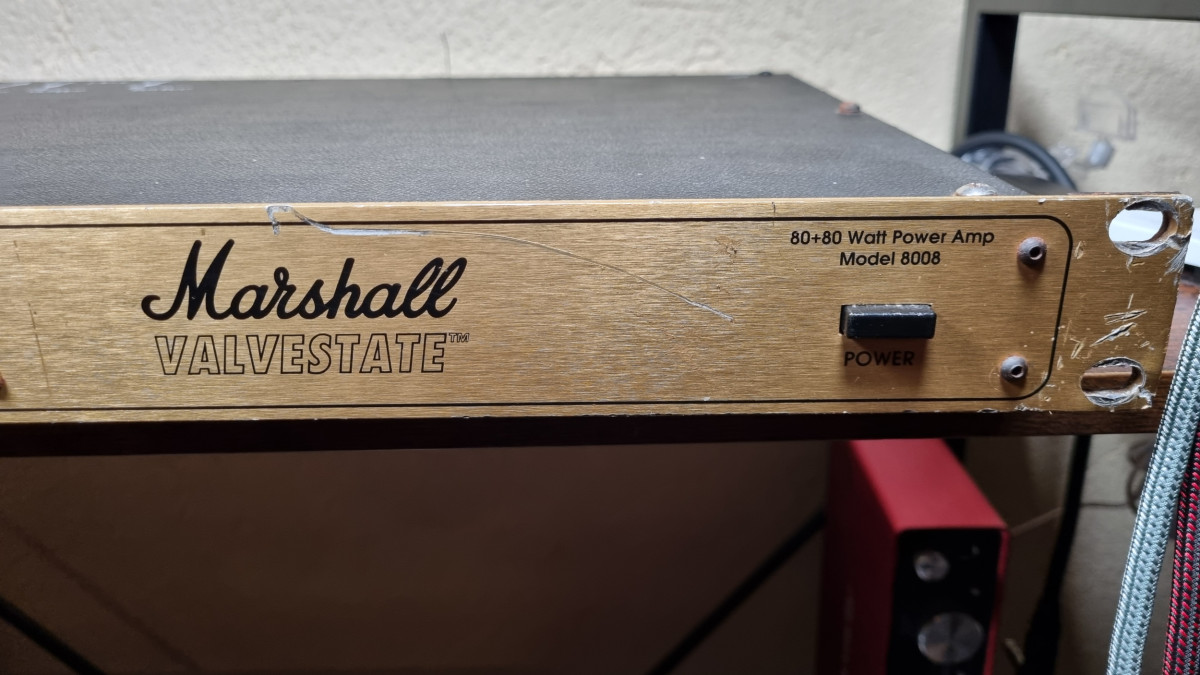 Marshall
VALVESTATE™
80+80 Watt Power Amp
Model 8008
POWER